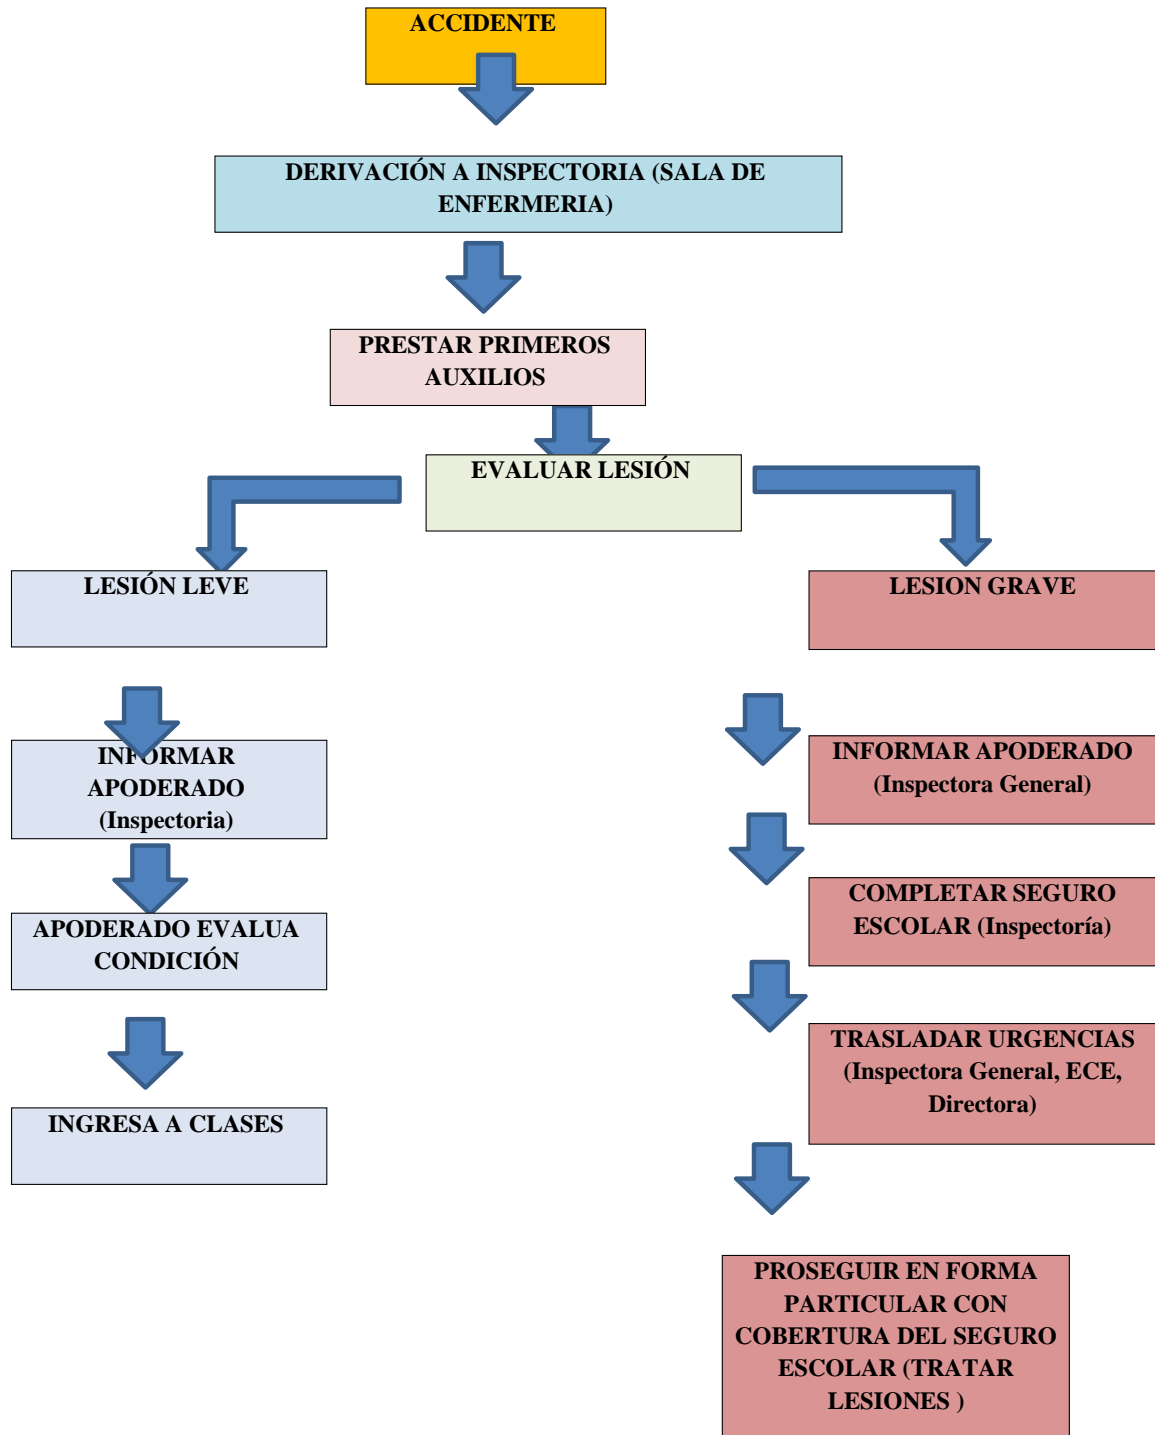 ACCIDENTE
DERIVACIÓN A INSPECTORIA (SALA DE
ENFERMERIA)
PRESTAR PRIMEROS
AUXILIOS
EVALUAR LESIÓN
LESIÓN LEVE
INFORMAR
APODERADO
(Inspectoria)
APODERADO EVALUA
CONDICIÓN
INGRESA A CLASES
LESION GRAVE
INFORMAR APODERADO
(Inspectora General)
COMPLETAR SEGURO
ESCOLAR (Inspectoría)
TRASLADAR URGENCIAS
(Inspectora General, ECE,
Directora)
PROSEGUIR EN FORMA
PARTICULAR CON
COBERTURA DEL SEGURO
ESCOLAR (TRATAR
LESIONES )